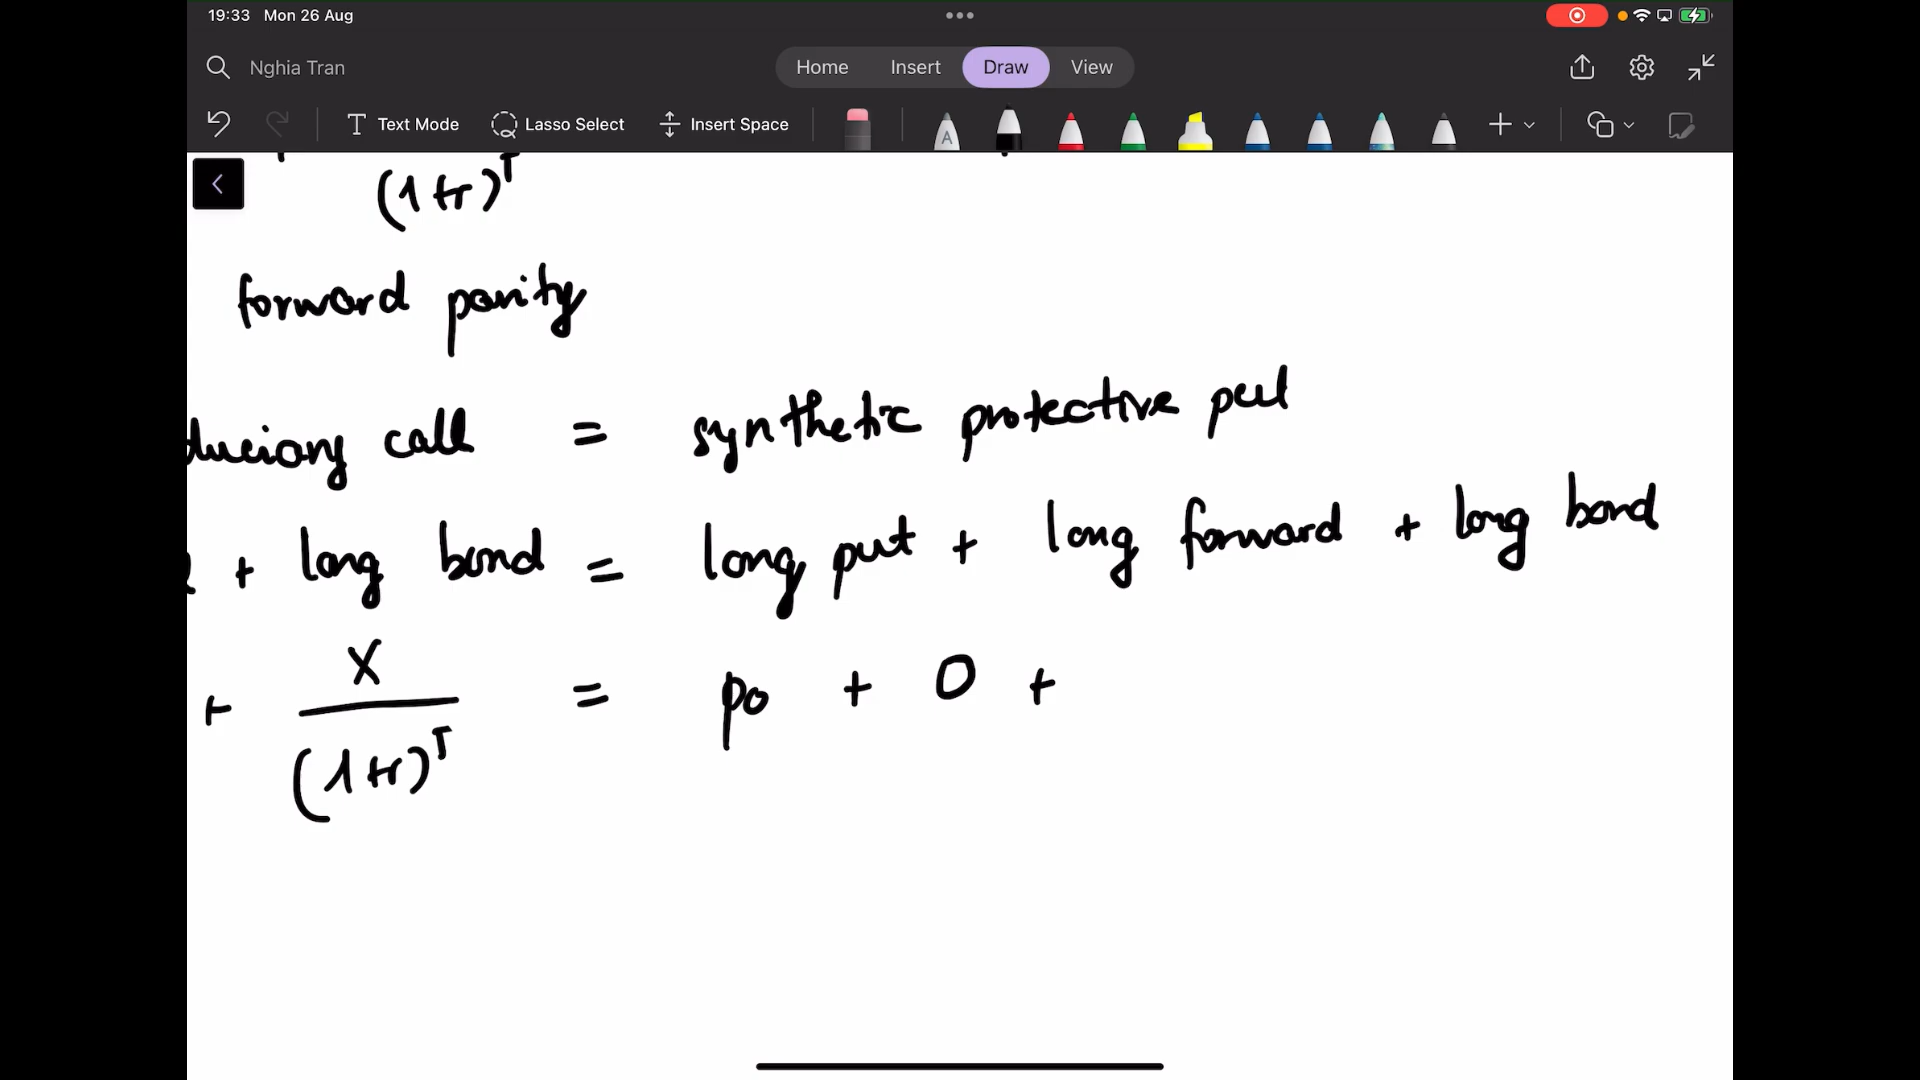 19:33 Mon 26 Aug
Nghia Tran
Home Insert Draw View
Text Mode Lasso Select Insert Space
A
(1+r)^T
forward parity
duciary call = synthetic protective put
+ long bond = long put + long forward + long bond
+ X/(1+r)^T = p0 + 0 +